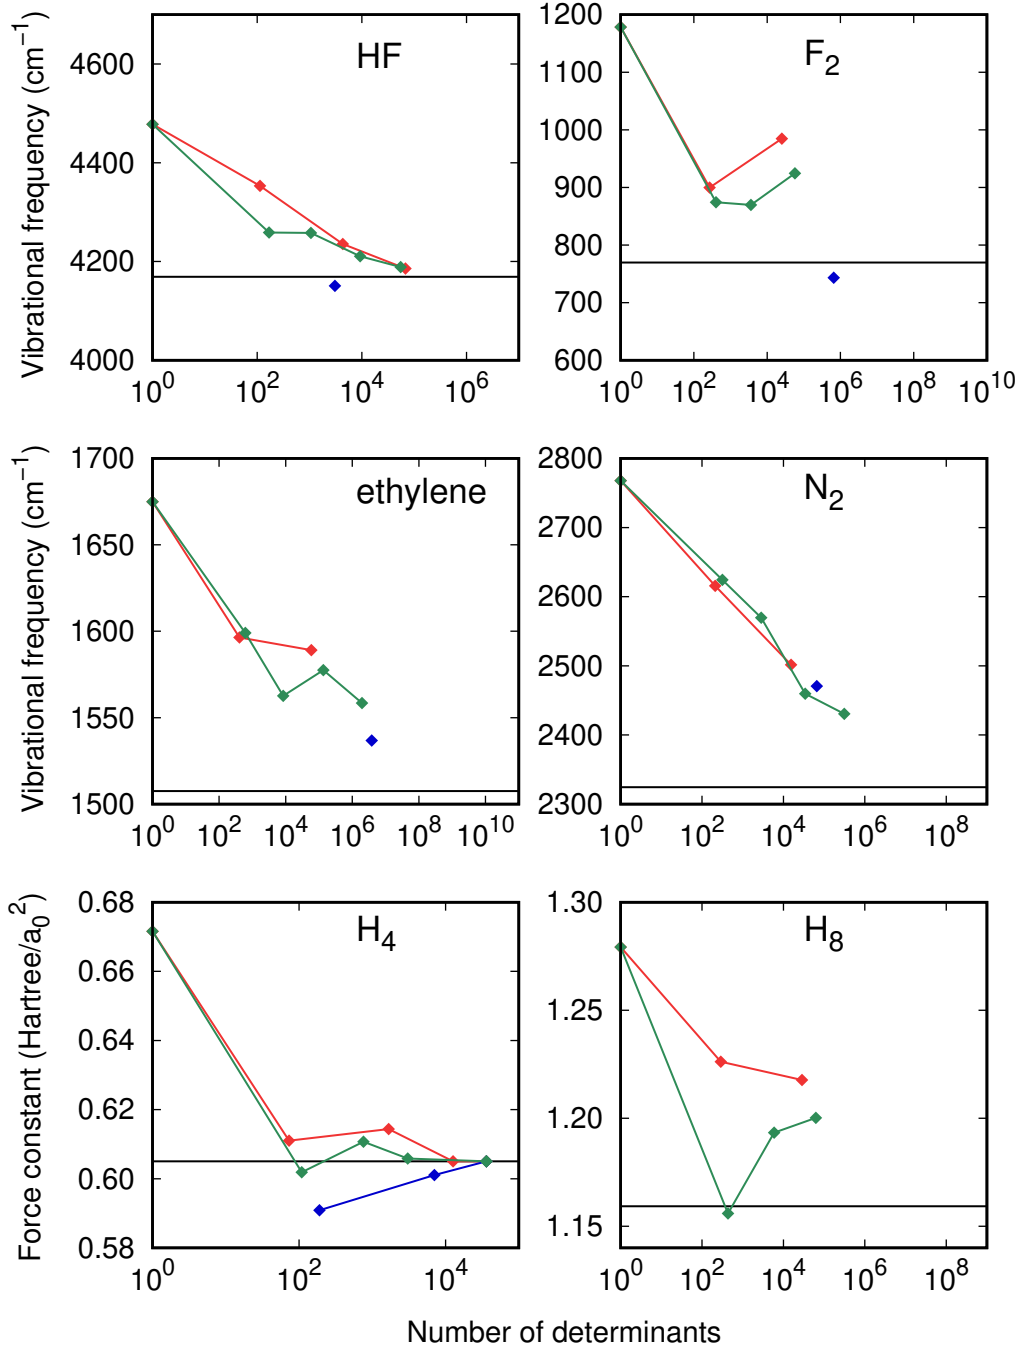 HF
Vibrational frequency (cm⁻¹)
4600
4400
4200
4000
10⁰ 10² 10⁴ 10⁶
F₂
1200
1100
1000
900
800
700
600
10⁰ 10² 10⁴ 10⁶ 10⁸ 10¹⁰
ethylene
Vibrational frequency (cm⁻¹)
1700
1650
1600
1550
1500
10⁰ 10² 10⁴ 10⁶ 10⁸ 10¹⁰
N₂
2800
2700
2600
2500
2400
2300
10⁰ 10² 10⁴ 10⁶ 10⁸
H₄
Force constant (Hartree/a₀²)
0.68
0.66
0.64
0.62
0.60
0.58
10⁰ 10² 10⁴
H₈
1.30
1.25
1.20
1.15
10⁰ 10² 10⁴ 10⁶ 10⁸
Number of determinants